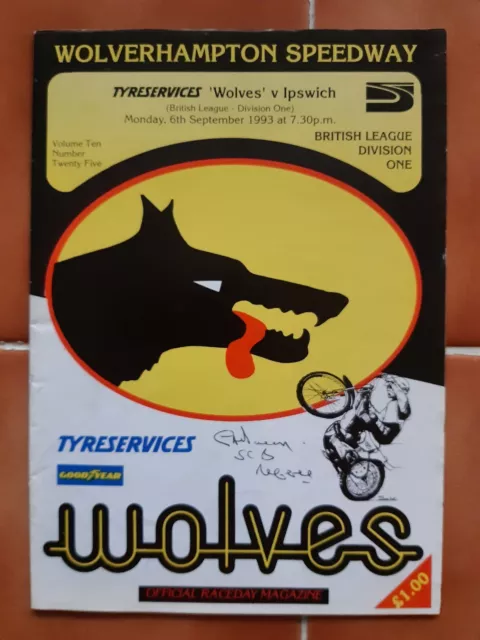 WOLVERHAMPTON SPEEDWAY
TYRESERVICES 'Wolves' v Ipswich
(British League - Division One)
Monday, 6th September 1993 at 7.30p.m.
Volume Ten
Number
Twenty Five
BRITISH LEAGUE
DIVISION
ONE
TYRESERVICES
GOODYEAR
wolves
OFFICIAL RACEDAY MAGAZINE
£1.00